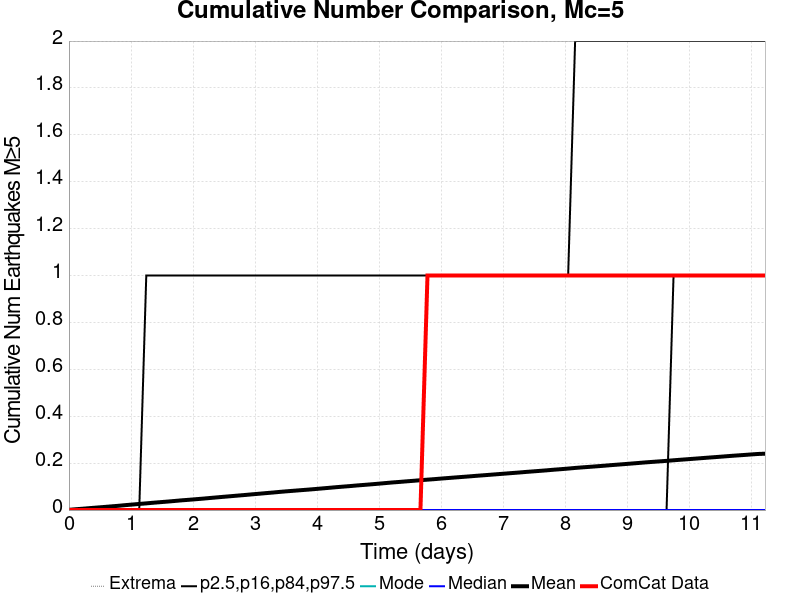 Cumulative Number Comparison, Mc=5
Cumulative Num Earthquakes M≥5
2
1.8
1.6
1.4
1.2
1
0.8
0.6
0.4
0.2
0
0 1 2 3 4 5 6 7 8 9 10 11
Time (days)
Extrema p2.5,p16,p84,p97.5 Mode Median Mean ComCat Data